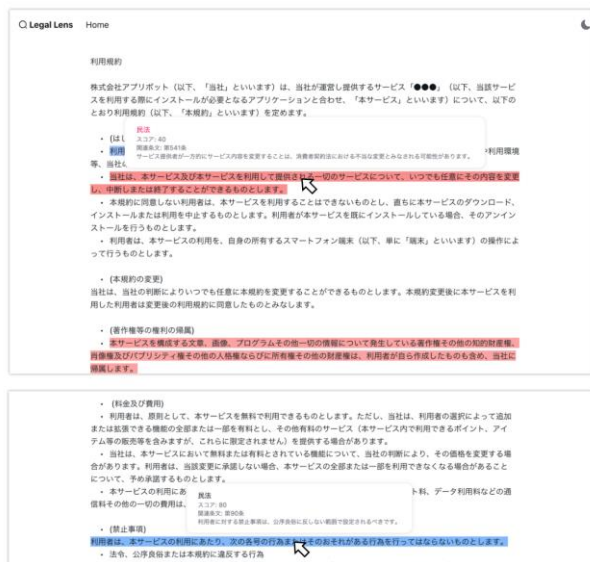 Legal Lens Home
利用規約
株式会社アプリボット（以下、「当社」といいます）は、当社が運営し提供するサービス「●●●」（以下、当該サービ
スを利用する際にインストールが必要となるアプリケーションと合わせ、「本サービス」といいます）について、以下の
とおり利用規約（以下、「本規約」といいます）を定めます。
民法
・ （はじ
スコア: 40
関連条文: 第541条
・ 利用
サービス提供者が一方的にサービス内容を変更することは、消費者契約法における不当な変更とみなされる可能性があります。
や利用環境
等、当社
・ 当社は、本サービス及び本サービスを利用して提供される一切のサービスについて、いつでも任意にその内容を変更
し、中断しまたは終了することができるものとします。
・ 本規約に同意しない利用者は、本サービスを利用することはできないものとし、直ちに本サービスのダウンロード、
インストールまたは利用を中止するものとします。利用者が本サービスを既にインストールしている場合、そのアンイン
ストールを行うものとします。
・ 利用者は、本サービスの利用を、自身の所有するスマートフォン端末（以下、単に「端末」といいます）の操作によ
って行うものとします。
・ (本規約の変更)
当社は、当社の判断によりいつでも任意に本規約を変更することができるものとします。本規約変更後に本サービスを利
用した利用者は変更後の利用規約に同意したものとみなします。
・ (著作権等の権利の帰属)
・ 本サービスを構成する文章、画像、プログラムその他一切の情報について発生している著作権その他の知的財産権、
肖像権及びパブリシティ権その他の人格権ならびに所有権その他の財産権は、利用者が自ら作成したものも含め、当社に
帰属します。
・ (料金及び費用)
・ 利用者は、原則として、本サービスを無料で利用できるものとします。ただし、当社は、利用者の選択によって追加
または拡張できる機能の全部または一部を有料とし、その他有料のサービス（本サービス内で利用できるポイント、アイ
テム等の販売等を含みますが、これらに限定されません）を提供する場合があります。
・ 当社は、本サービスにおいて無料または有料とされている機能について、当社の判断により、その価格を変更する場
合があります。利用者は、当該変更に承諾しない場合、本サービスの全部または一部を利用できなくなる場合があること
について、予め承諾するものとします。
・ 本サービスの利用にあ
ト料、データ利用料などの通
信料その他の一切の費用は、
民法
スコア: 80
関連条文: 第90条
利用者に対する禁止事項は、公序良俗に反しない範囲で設定されるべきです。
・ (禁止事項)
利用者は、本サービスの利用にあたり、次の各号の行為またはそのおそれがある行為を行ってはならないものとします。
・ 法令、公序良俗または本規約に違反する行為